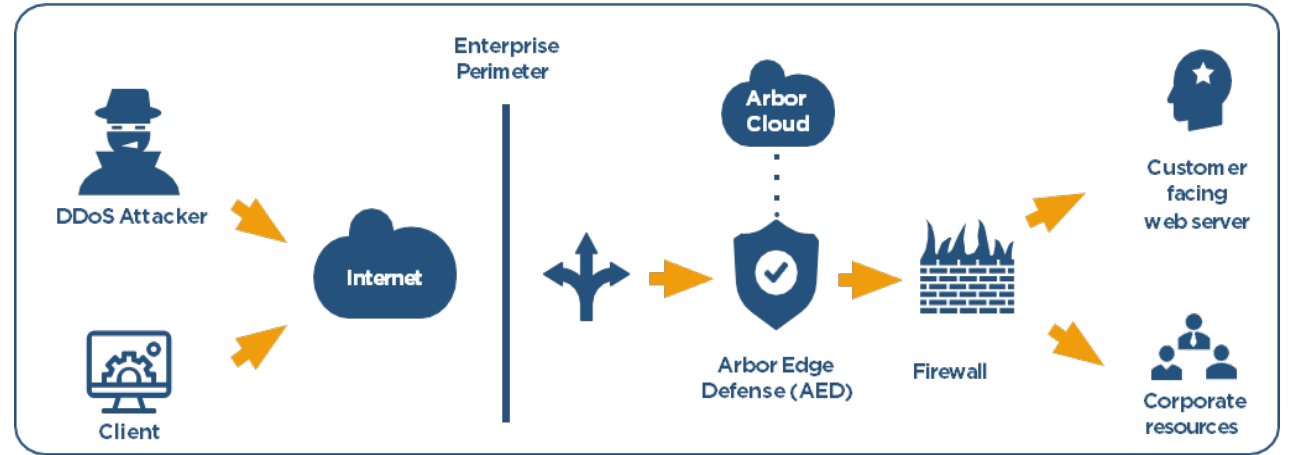 DDoS Attacker
Client
Internet
Enterprise
Perimeter
Arbor
Cloud
Arbor Edge
Defense (AED)
Firewall
Customer
facing
web server
Corporate
resources